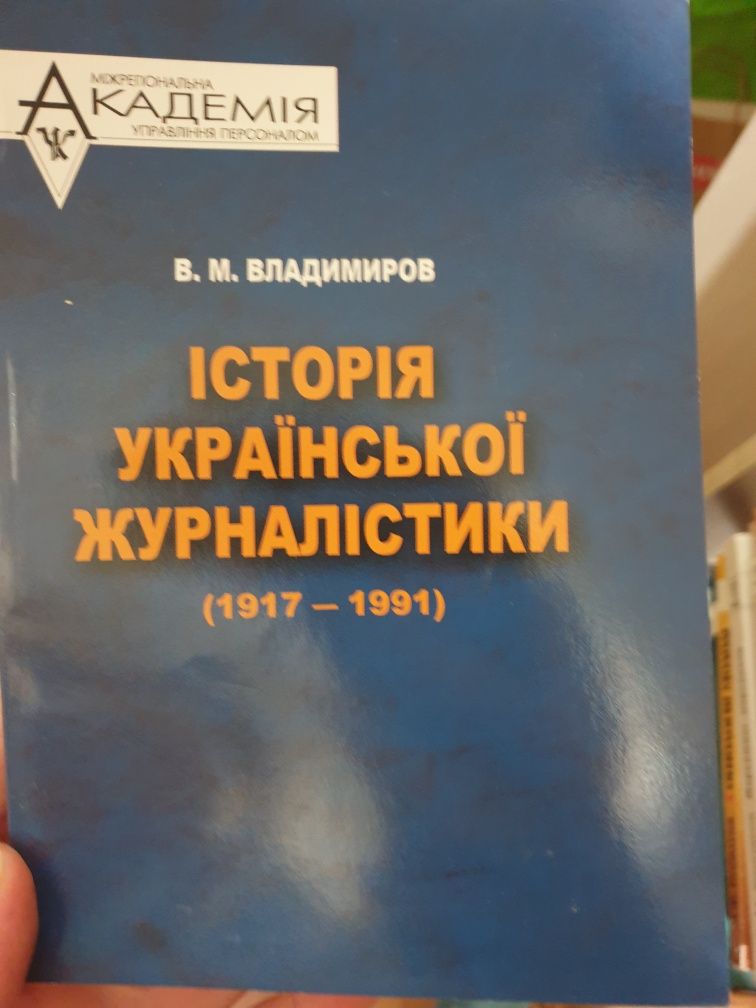 МІЖРЕГІОНАЛЬНА
АКАДЕМІЯ
УПРАВЛІННЯ ПЕРСОНАЛОМ
В. М. ВЛАДИМИРОВ
ІСТОРІЯ
УКРАЇНСЬКОЇ
ЖУРНАЛІСТИКИ
(1917 – 1991)